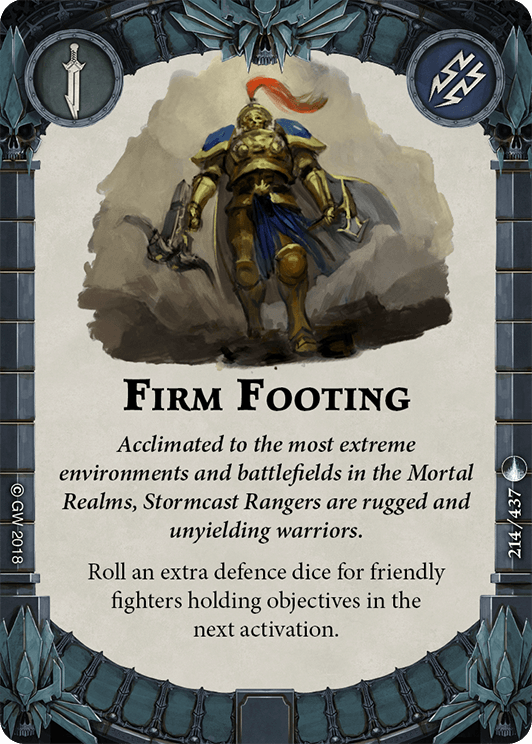 Firm Footing
Acclimated to the most extreme
environments and battlefields in the Mortal
Realms, Stormcast Rangers are rugged and
unyielding warriors.
Roll an extra defence dice for friendly
fighters holding objectives in the
next activation.
© GW 2018
214/437